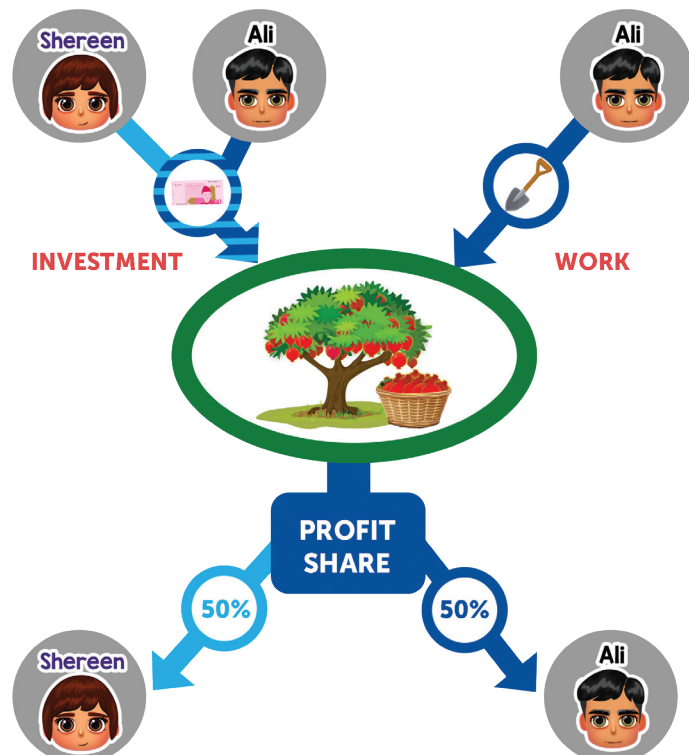 Shereen
Ali
Ali
INVESTMENT
WORK
PROFIT
SHARE
50%
50%
Shereen
Ali